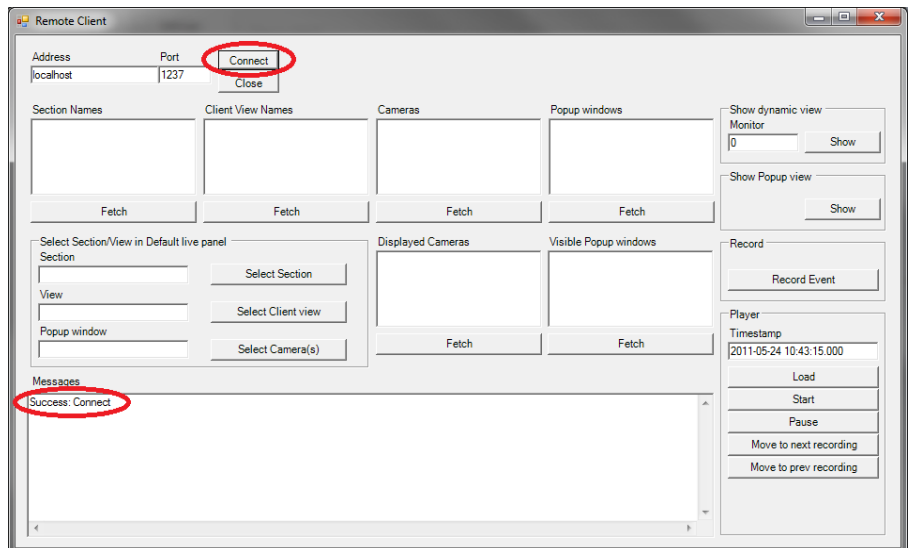 Remote Client
Address Port
localhost 1237 Connect
Close
Section Names Client View Names Cameras Popup windows
Fetch Fetch Fetch Fetch
Show dynamic view
Monitor
0 Show
Show Popup view
Show
Select Section/View in Default live panel
Section
Select Section
View
Select Client view
Popup window
Select Camera(s)
Displayed Cameras Visible Popup windows
Fetch Fetch
Record
Record Event
Player
Timestamp
2011-05-24 10:43:15.000
Load
Start
Pause
Move to next recording
Move to prev recording
Messages
Success: Connect